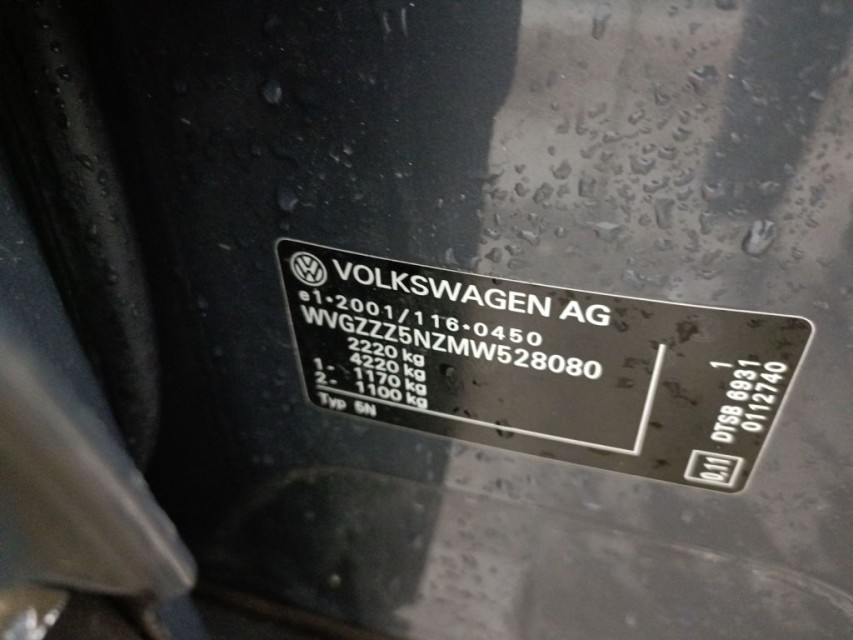 VOLKSWAGEN AG
e1*2001/116*0450
WVGZZZ5NZMW528080
2220 kg
4220 kg
1- 1170 kg
2- 1100 kg
Typ 5N
1
DTSB 6931
0112740
0.11